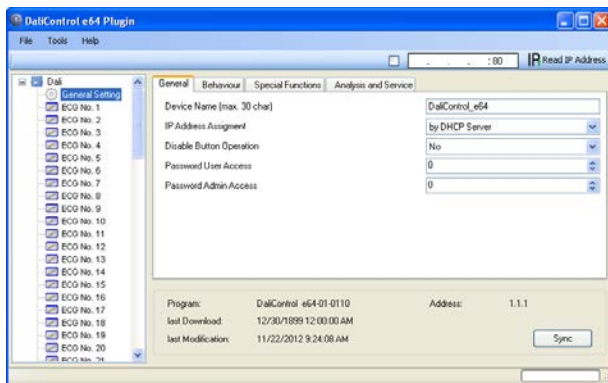 DaliControl e64 Plugin
File Tools Help
. . . :80 Read IP Address
Dali
General Setting
ECG No. 1
ECG No. 2
ECG No. 3
ECG No. 4
ECG No. 5
ECG No. 6
ECG No. 7
ECG No. 8
ECG No. 9
ECG No. 10
ECG No. 11
ECG No. 12
ECG No. 13
ECG No. 14
ECG No. 15
ECG No. 16
ECG No. 17
ECG No. 18
ECG No. 19
ECG No. 20
ECG No. 21
General Behaviour Special Functions Analysis and Service
Device Name (max. 30 char) DaliControl_e64
IP Address Assigment by DHCP Server
Disable Button Operation No
Password User Access 0
Password Admin Access 0
Program: DaliControl e64-01-0110 Address: 1.1.1
last Download: 12/30/1899 12:00:00 AM
last Modification: 11/22/2012 9:24:08 AM
Sync